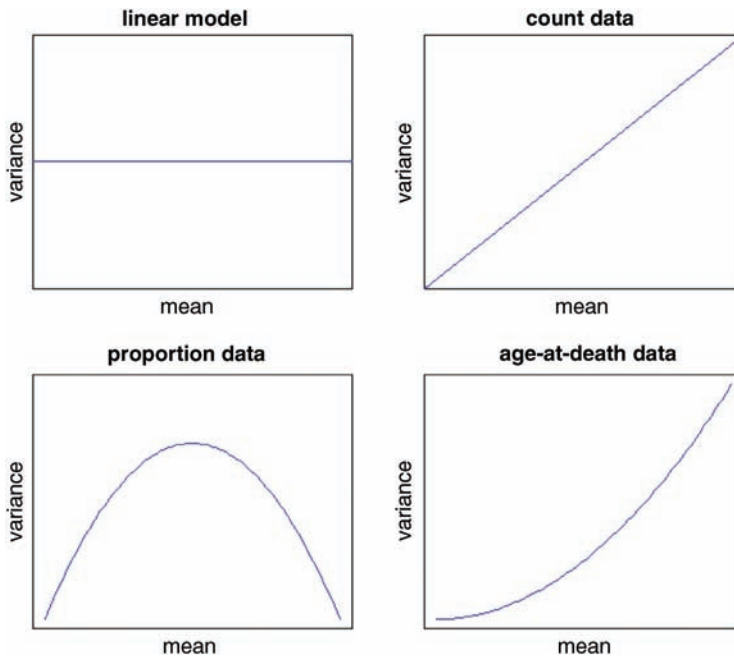 linear model
variance
mean
count data
variance
mean
proportion data
variance
mean
age-at-death data
variance
mean